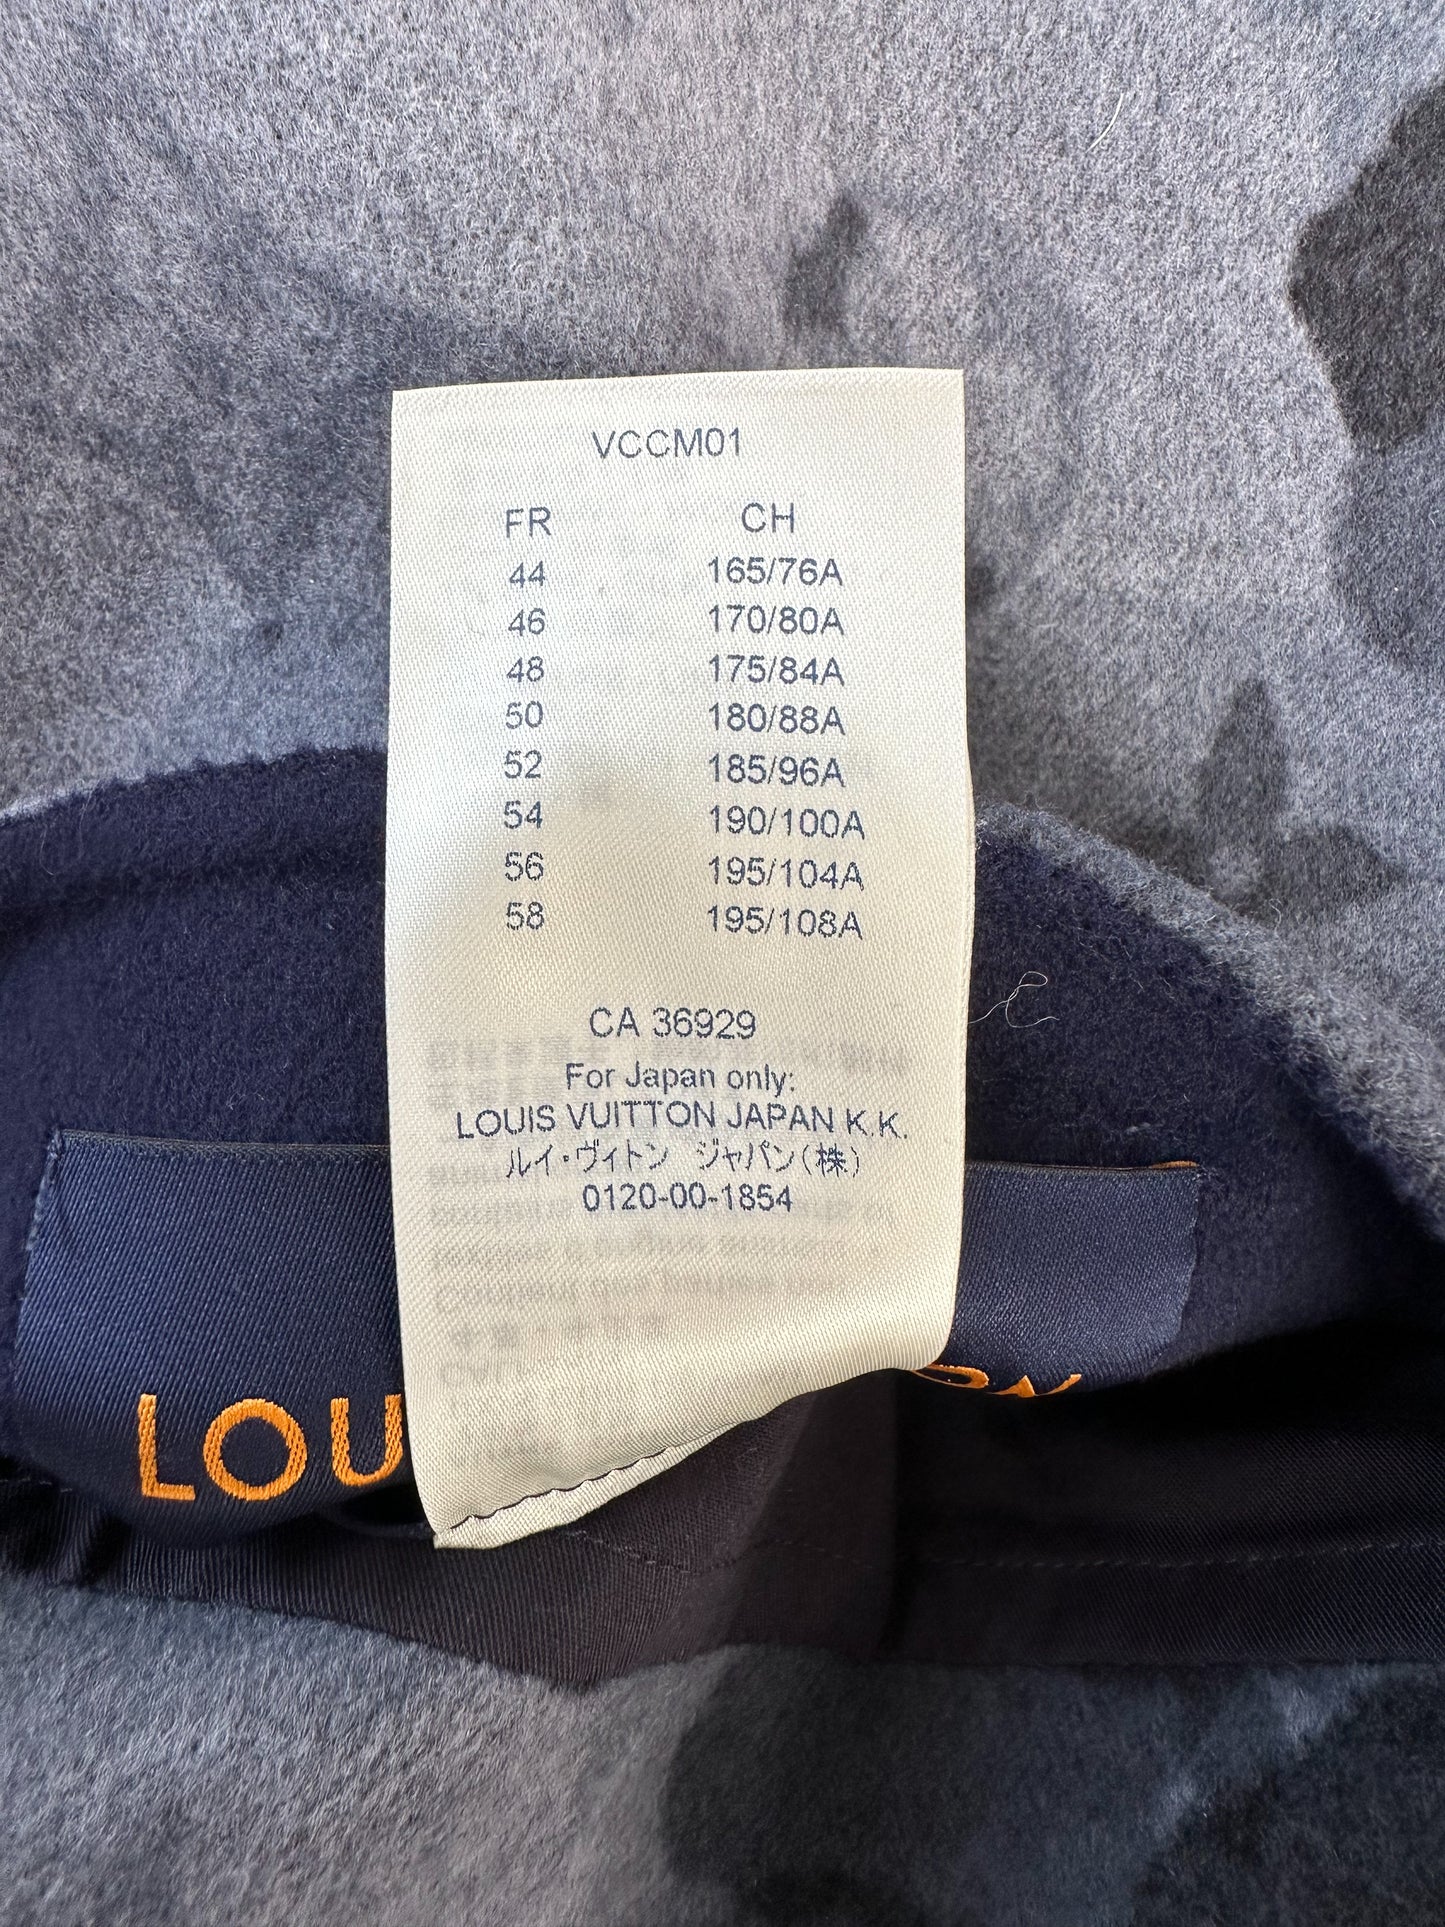 VCCM01
FR CH
44 165/76A
46 170/80A
48 175/84A
50 180/88A
52 185/96A
54 190/100A
56 195/104A
58 195/108A
CA 36929
For Japan only:
LOUIS VUITTON JAPAN K.K.
ルイ・ヴィトン ジャパン(株)
0120-00-1854
LOU